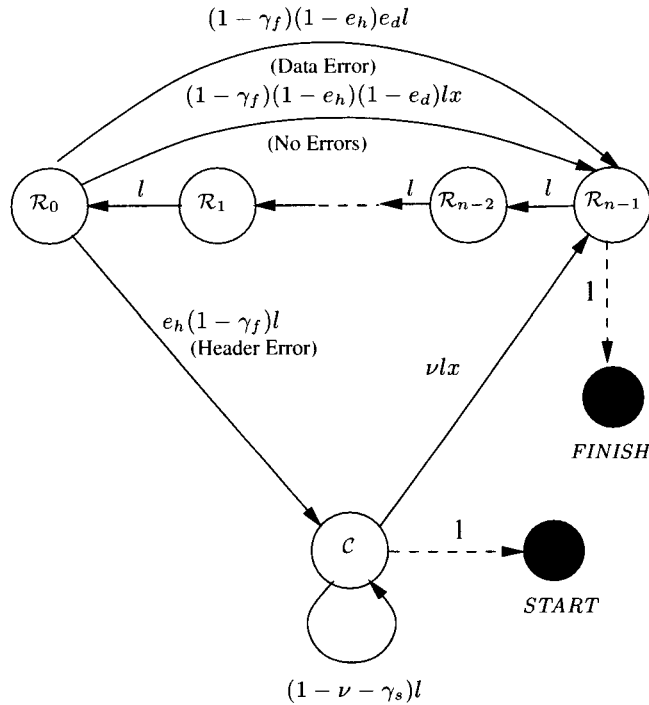 (1 − γ_f)(1 − e_h)e_d l
(Data Error)
(1 − γ_f)(1 − e_h)(1 − e_d)lx
(No Errors)
R_0
l
R_1
l
R_{n−2}
l
R_{n−1}
e_h(1 − γ_f)l
(Header Error)
νlx
1
FINISH
C
1
START
(1 − ν − γ_s)l